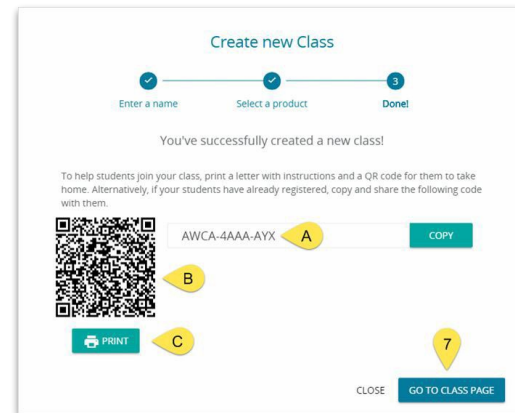 Create new Class
3
Enter a name Select a product Done!
You've successfully created a new class!
To help students join your class, print a letter with instructions and a QR code for them to take
home. Alternatively, if your students have already registered, copy and share the following code
with them.
AWCA-4AAA-AYX A COPY
B
PRINT C
7
CLOSE GO TO CLASS PAGE